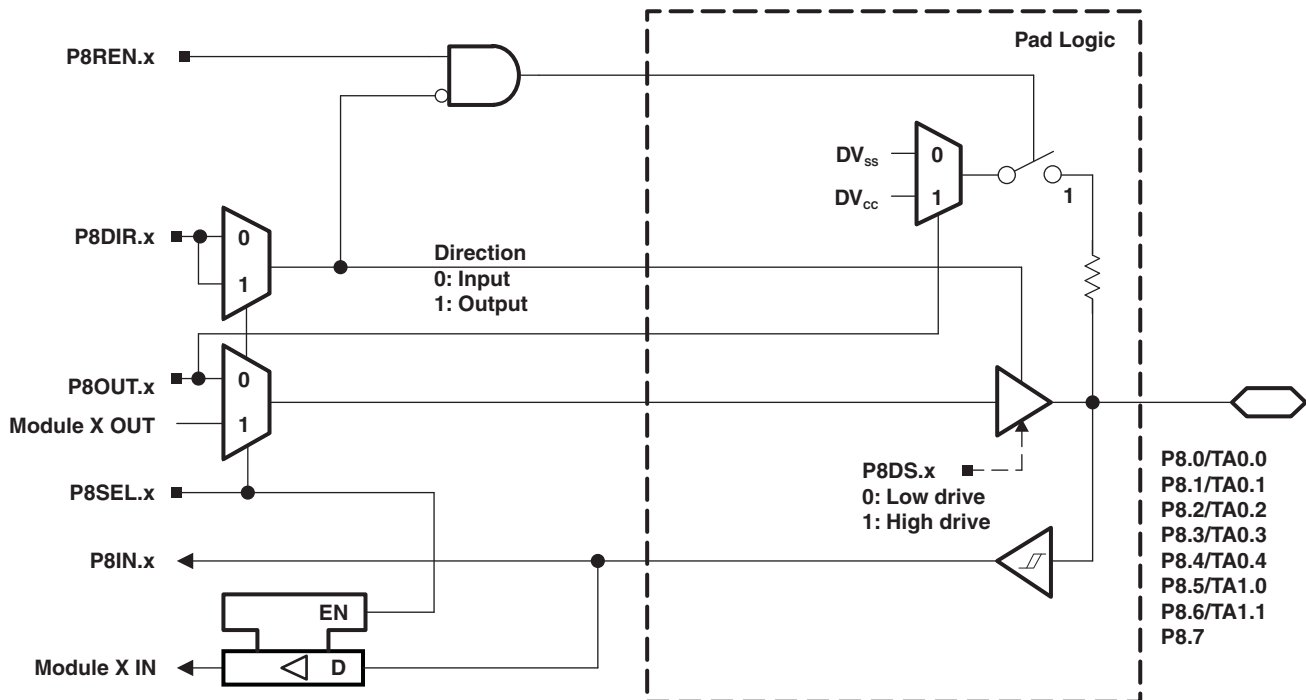 Pad Logic
P8REN.x
DVss
0
DVcc
1
1
P8DIR.x
0
1
Direction
0: Input
1: Output
P8OUT.x
0
Module X OUT
1
P8SEL.x
P8DS.x
0: Low drive
1: High drive
P8.0/TA0.0
P8.1/TA0.1
P8.2/TA0.2
P8.3/TA0.3
P8.4/TA0.4
P8.5/TA1.0
P8.6/TA1.1
P8.7
P8IN.x
EN
Module X IN
D